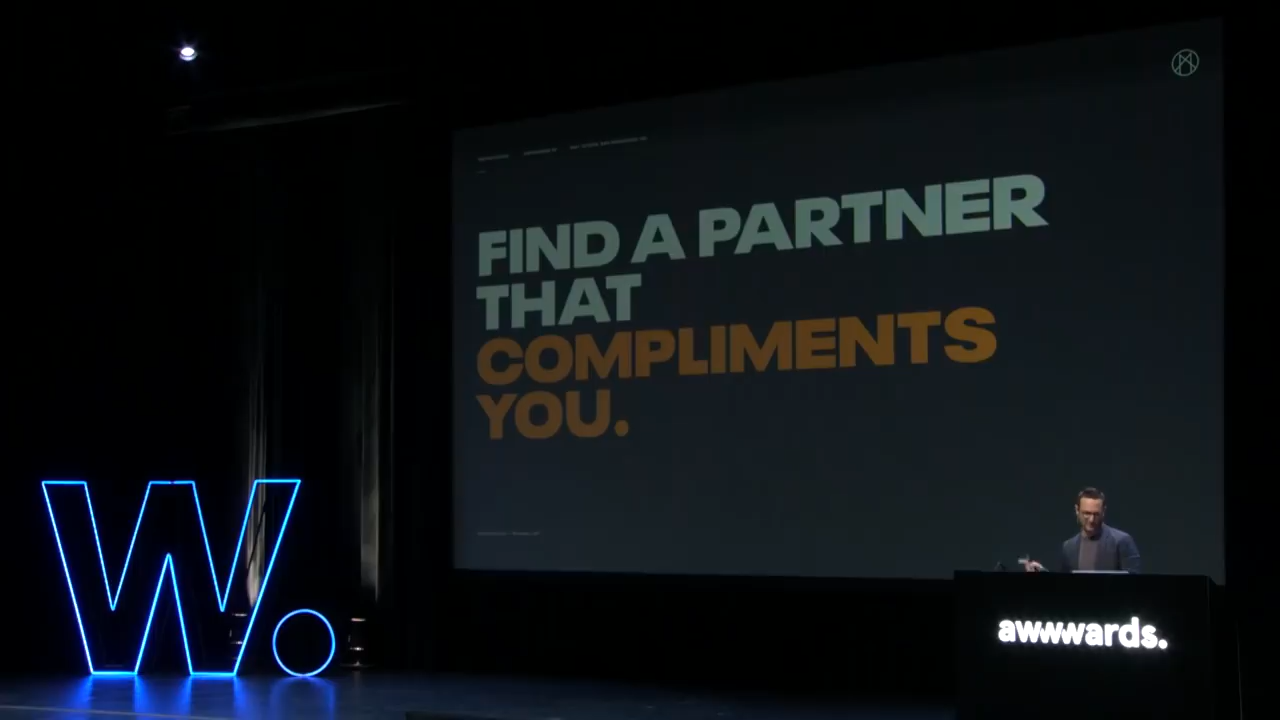 FIND A PARTNER
THAT
COMPLIMENTS
YOU.
W.
awwwards.